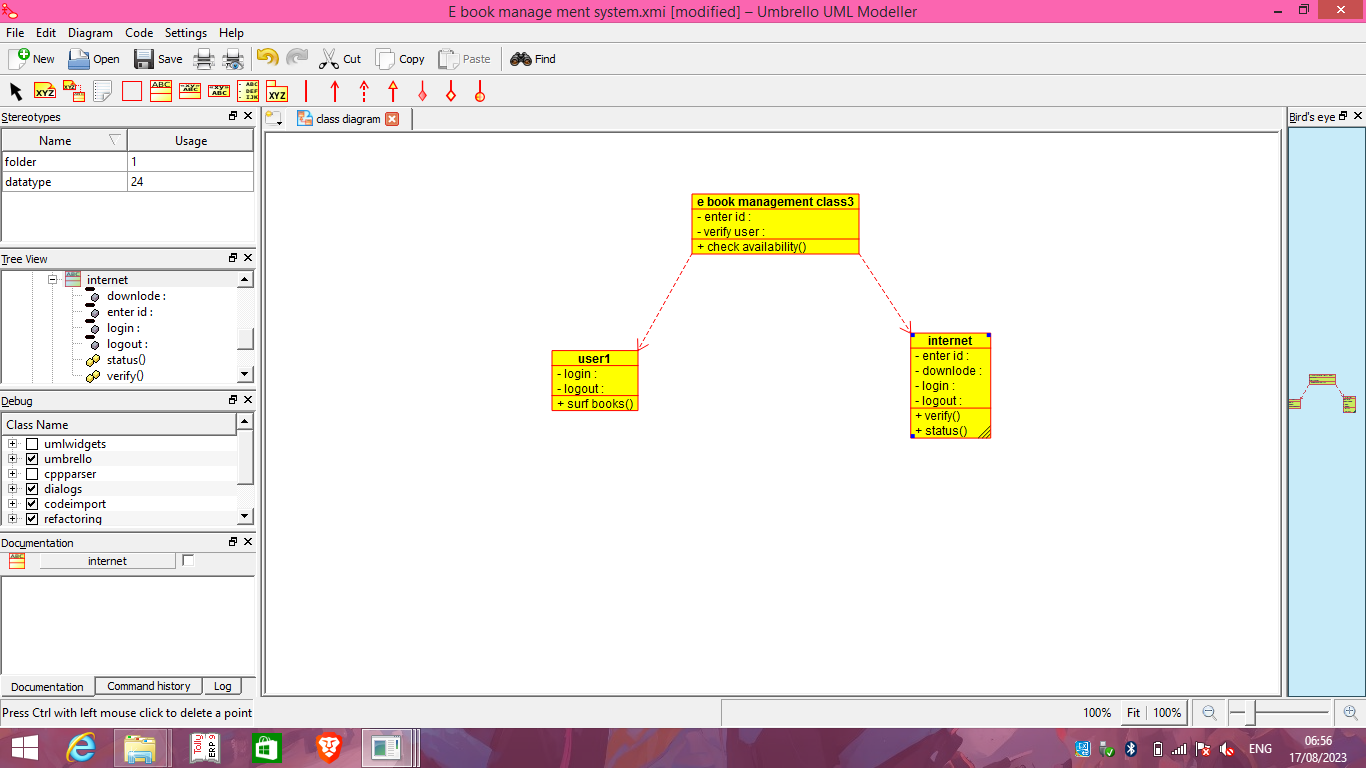 E book manage ment system.xmi [modified] – Umbrello UML Modeller
File Edit Diagram Code Settings Help
New Open Save Cut Copy Paste Find
Stereotypes
Name Usage
folder 1
datatype 24
Tree View
internet
downlode :
enter id :
login :
logout :
status()
verify()
Debug
Class Name
umlwidgets
umbrello
cppparser
dialogs
codeimport
refactoring
Documentation
internet
Documentation Command history Log
Press Ctrl with left mouse click to delete a point
class diagram
e book management class3
- enter id :
- verify user :
+ check availability()
user1
- login :
- logout :
+ surf books()
internet
- enter id :
- downlode :
- login :
- logout :
+ verify()
+ status()
Bird's eye
100% Fit 100%
ENG
06:56
17/08/2023